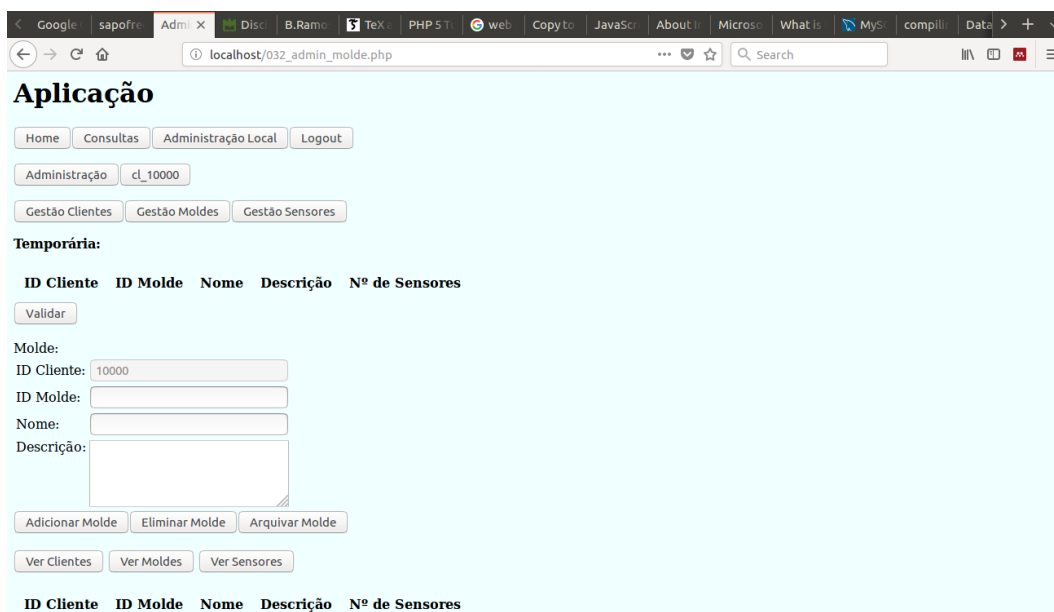 Google sapofre Admi Disc B.Ramo TeX PHP 5 T web Copy to JavaSc About I Microso What is MyS compili Data
localhost/032_admin_molde.php Search
Aplicação
Home Consultas Administração Local Logout
Administração cl_10000
Gestão Clientes Gestão Moldes Gestão Sensores
Temporária:
ID Cliente ID Molde Nome Descrição Nº de Sensores
Validar
Molde:
ID Cliente: 10000
ID Molde:
Nome:
Descrição:
Adicionar Molde Eliminar Molde Arquivar Molde
Ver Clientes Ver Moldes Ver Sensores
ID Cliente ID Molde Nome Descrição Nº de Sensores